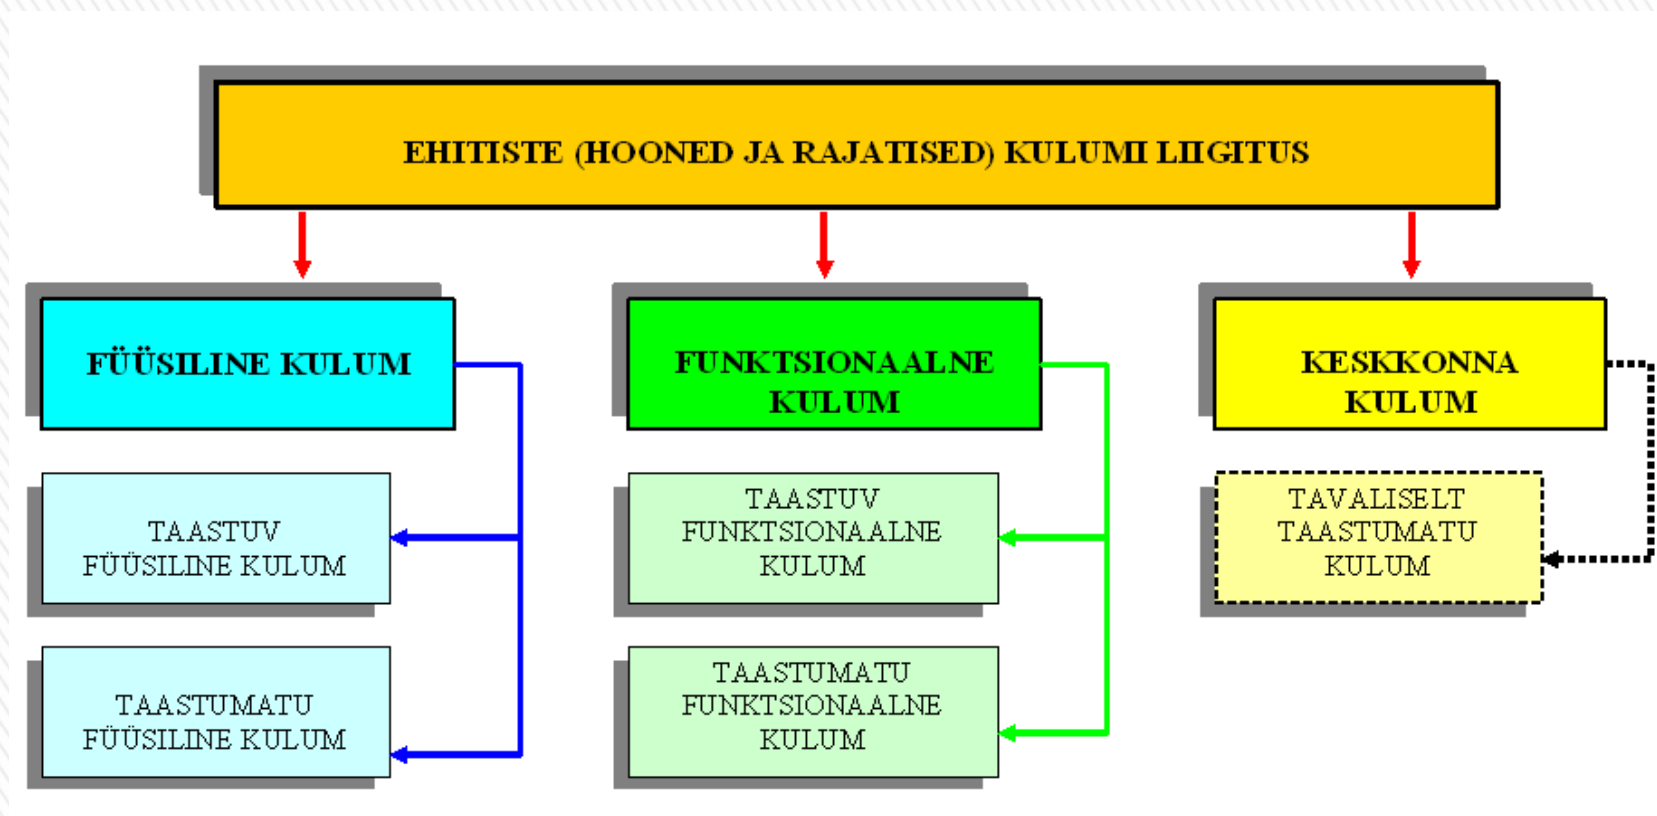 EHITISTE (HOONED JA RAJATISED) KULUMI LIIGITUS
FÜÜSILINE KULUM
TAASTUV
FÜÜSILINE KULUM
TAASTUMATU
FÜÜSILINE KULUM
FUNKTSIONAALNE
KULUM
TAASTUV
FUNKTSIONAALNE
KULUM
TAASTUMATU
FUNKTSIONAALNE
KULUM
KESKKONNA
KULUM
TAVALISELT
TAASTUMATU
KULUM